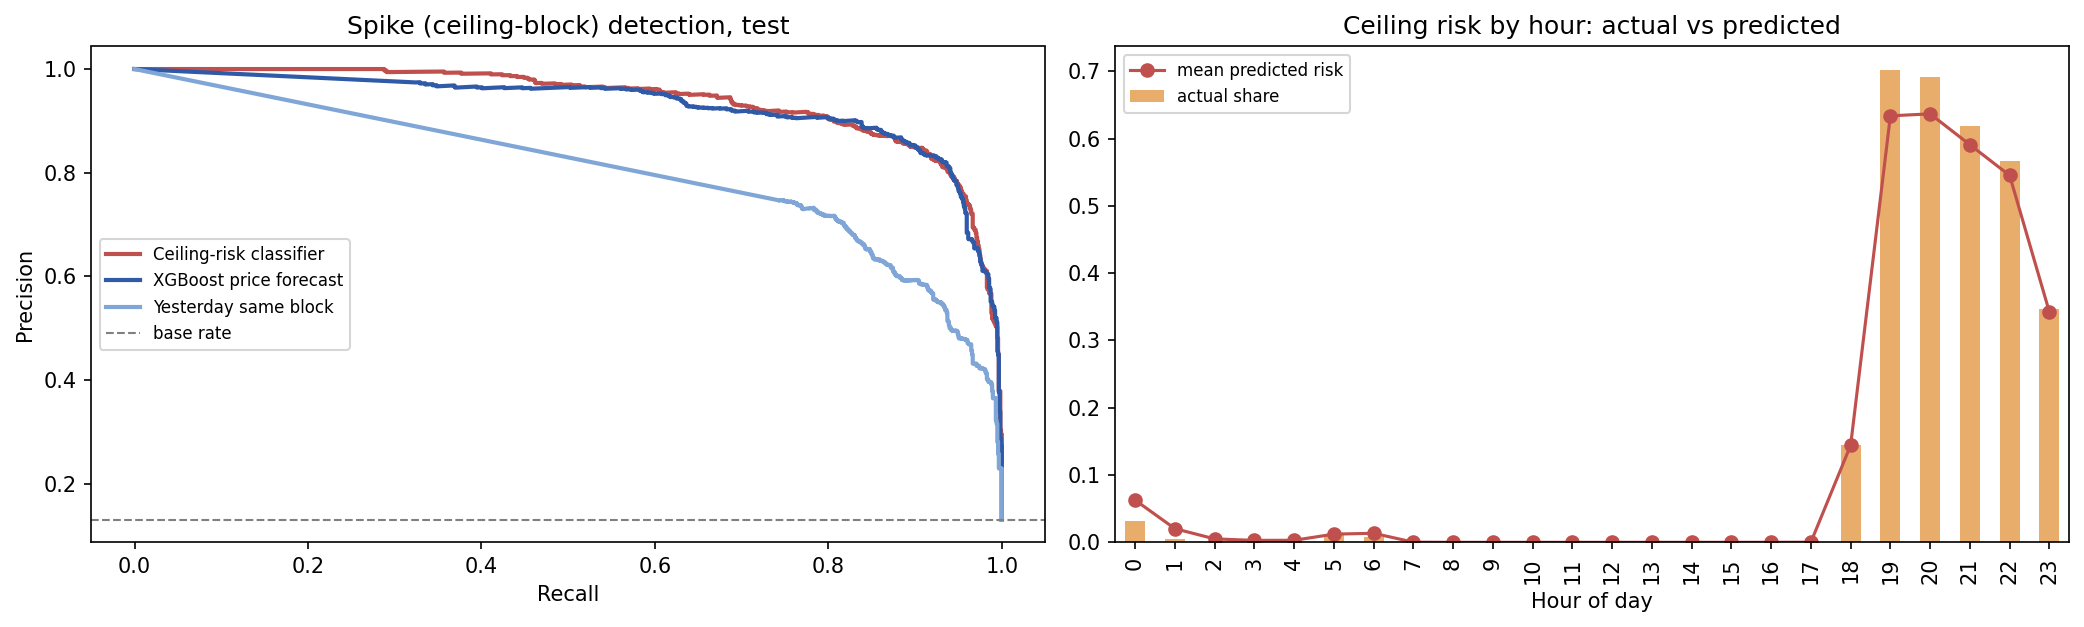 Spike (ceiling-block) detection, test
Precision
1.0
0.8
0.6
0.4
0.2
Ceiling-risk classifier
XGBoost price forecast
Yesterday same block
base rate
0.0 0.2 0.4 0.6 0.8 1.0
Recall
Ceiling risk by hour: actual vs predicted
mean predicted risk
actual share
0.7
0.6
0.5
0.4
0.3
0.2
0.1
0.0
0 1 2 3 4 5 6 7 8 9 10 11 12 13 14 15 16 17 18 19 20 21 22 23
Hour of day